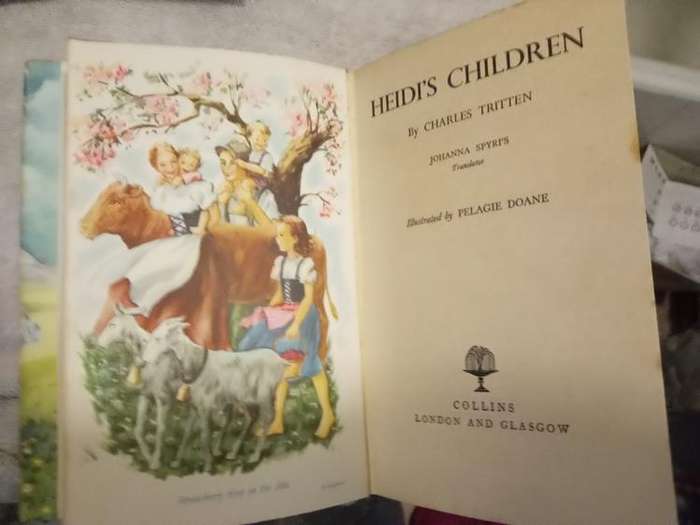 HEIDI'S CHILDREN
By CHARLES TRITTEN
JOHANNA SPYRI'S
Translator
Illustrated by PELAGIE DOANE
COLLINS
LONDON AND GLASGOW